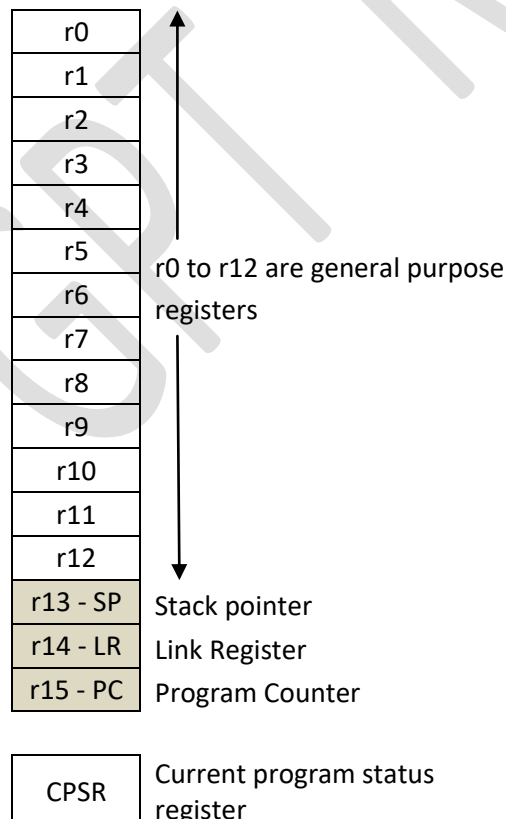 r0
r1
r2
r3
r4
r5
r6
r7
r8
r9
r10
r11
r12
r0 to r12 are general purpose
registers
r13 - SP Stack pointer
r14 - LR Link Register
r15 - PC Program Counter
CPSR
Current program status
register